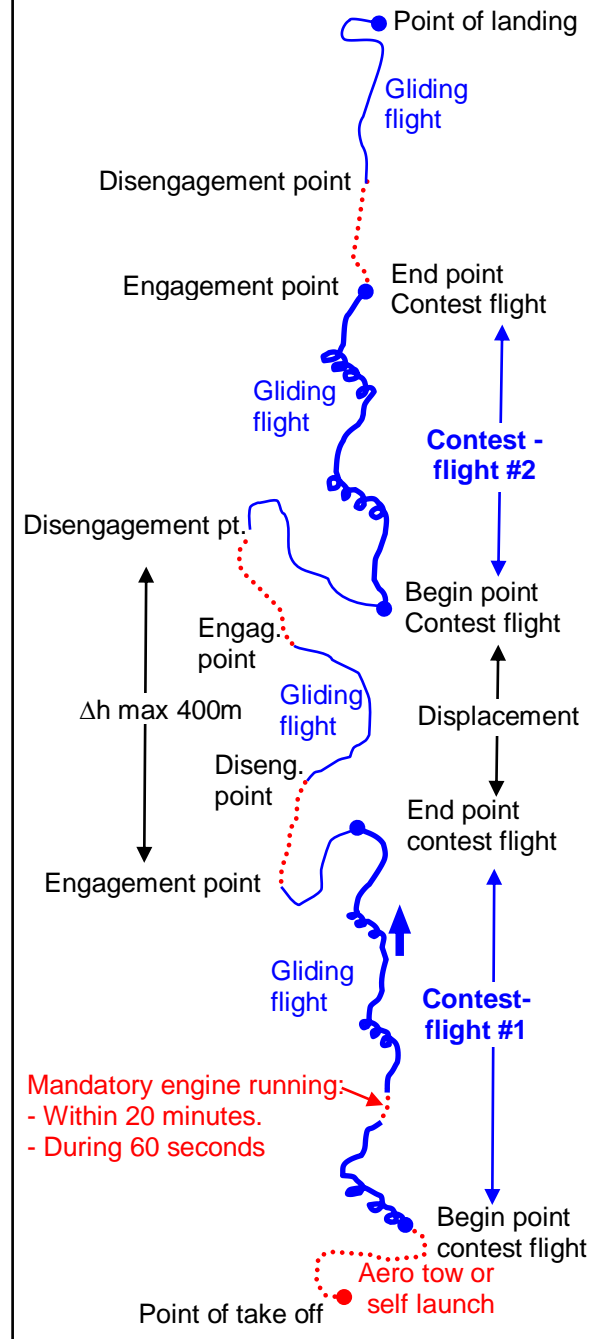 Point of landing
Gliding
flight
Disengagement point
Engagement point
End point
Contest flight
Gliding
flight
Contest -
flight #2
Disengagement pt.
Begin point
Contest flight
Engag.
point
Gliding
flight
Δh max 400m
Displacement
Diseng.
point
End point
contest flight
Engagement point
Gliding
flight
Contest-
flight #1
Mandatory engine running:
- Within 20 minutes.
- During 60 seconds
Begin point
contest flight
Aero tow or
self launch
Point of take off